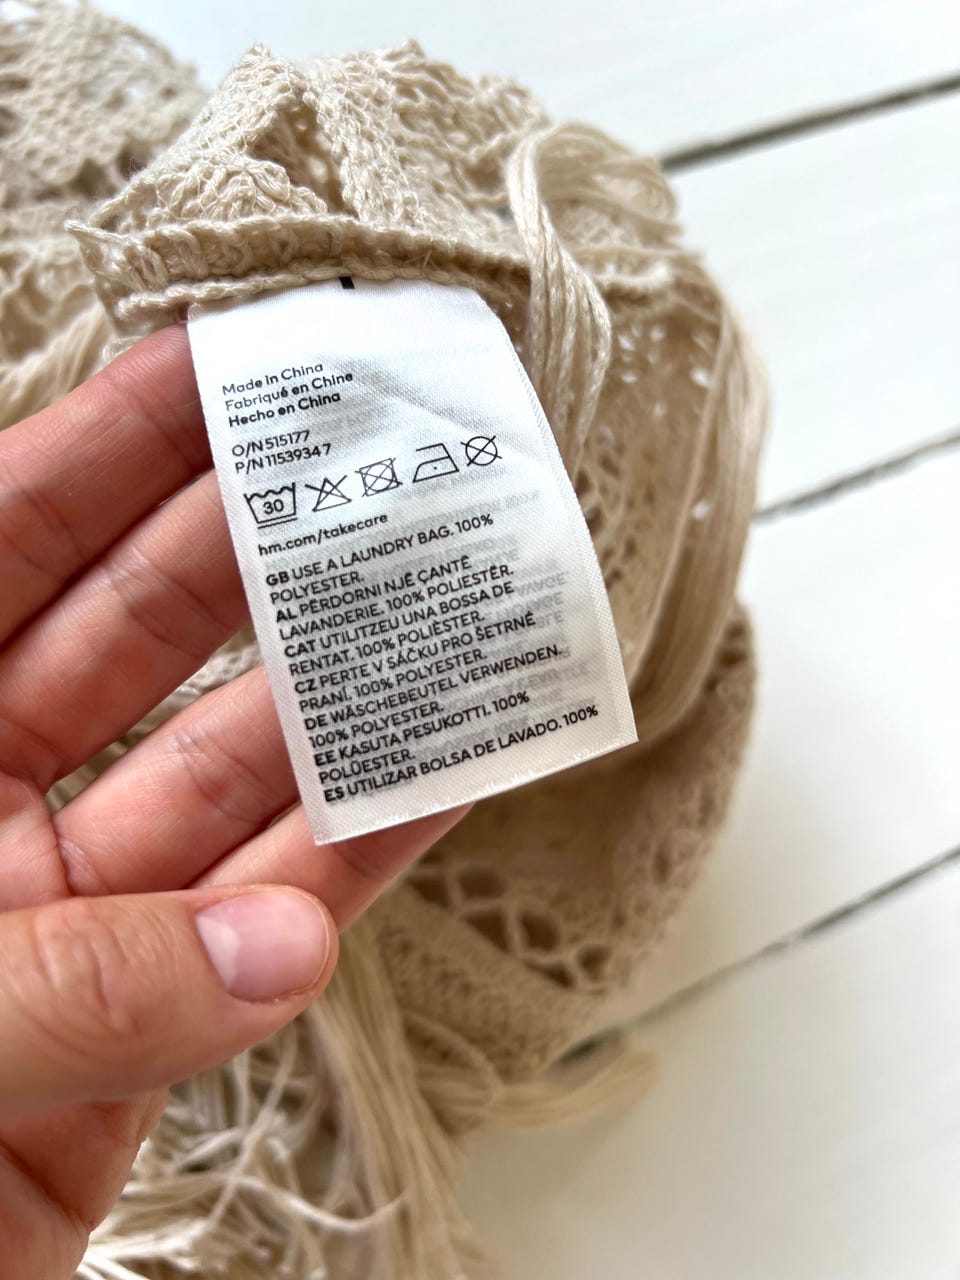 Made in China
Fabriqué en Chine
Hecho en China
O/N 515177
P/N 11539347
30
hm.com/takecare
GB USE A LAUNDRY BAG. 100%
POLYESTER.
AL PËRDORNI NJË ÇANTË
LAVANDERIE. 100% POLIESTËR.
CAT UTILITZEU UNA BOSSA DE
RENTAT. 100% POLIÈSTER.
CZ PERTE V SÁČKU PRO ŠETRNÉ
PRANÍ. 100% POLYESTER.
DE WÄSCHEBEUTEL VERWENDEN.
100% POLYESTER.
EE KASUTA PESUKOTTI. 100%
POLÜESTER.
ES UTILIZAR BOLSA DE LAVADO. 100%